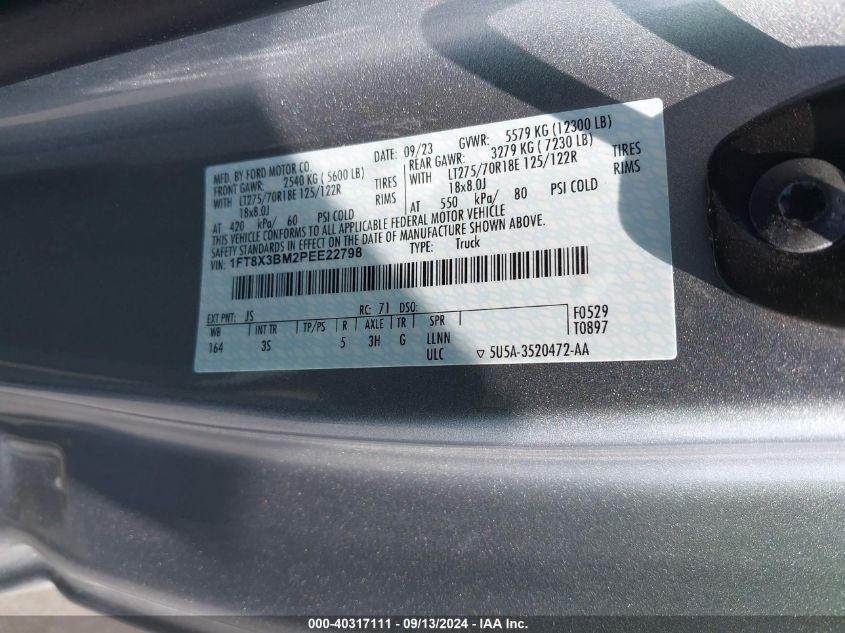 MFD. BY FORD MOTOR CO. DATE: 09/23 GVWR: 5579 KG (12300 LB)
FRONT GAWR: 2540 KG (5600 LB) REAR GAWR: 3279 KG (7230 LB)
WITH LT275/70R18E 125/122R TIRES WITH LT275/70R18E 125/122R TIRES
18x8.0J RIMS 18x8.0J RIMS
AT 420 kPa/ 60 PSI COLD AT 550 kPa/ 80 PSI COLD
THIS VEHICLE CONFORMS TO ALL APPLICABLE FEDERAL MOTOR VEHICLE
SAFETY STANDARDS IN EFFECT ON THE DATE OF MANUFACTURE SHOWN ABOVE.
VIN: 1FT8X3BM2PEE22798 TYPE: Truck
EXT PNT: JS RC: 71 DSO: F0529
WB INT TR TP/PS R AXLE TR SPR T0897
164 3S 5 3H G LLNN
ULC ▽ 5U5A-3520472-AA
000-40317111 - 09/13/2024 - IAA Inc.